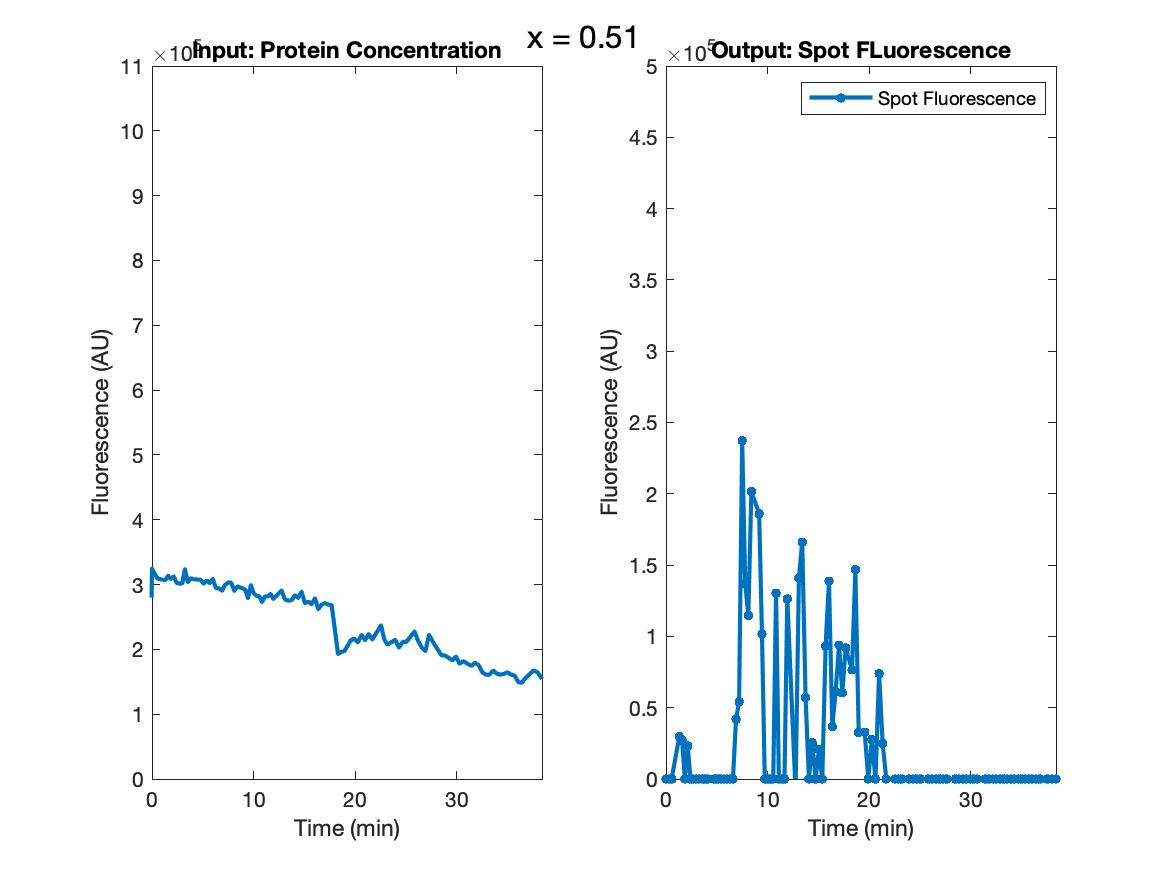 x = 0.51
×10⁵
Input: Protein Concentration
11
10
9
8
7
6
5
4
3
2
1
0
Fluorescence (AU)
0 10 20 30
Time (min)
×10⁵
Output: Spot FLuorescence
Spot Fluorescence
5
4.5
4
3.5
3
2.5
2
1.5
1
0.5
0
Fluorescence (AU)
0 10 20 30
Time (min)